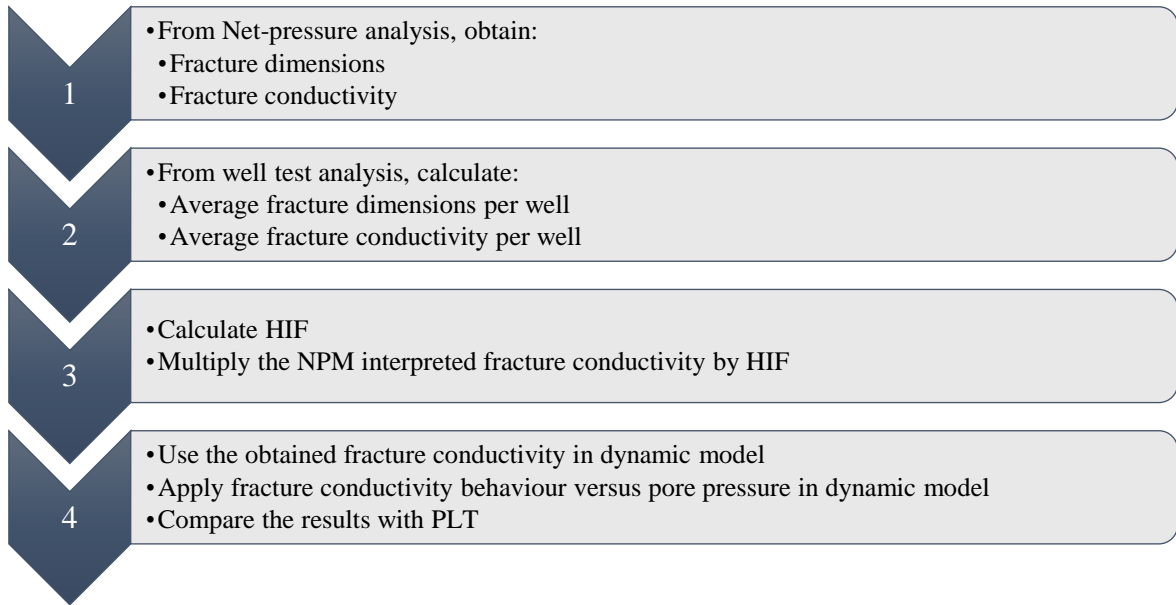 1
•From Net-pressure analysis, obtain:
•Fracture dimensions
•Fracture conductivity
2
•From well test analysis, calculate:
•Average fracture dimensions per well
•Average fracture conductivity per well
3
•Calculate HIF
•Multiply the NPM interpreted fracture conductivity by HIF
4
•Use the obtained fracture conductivity in dynamic model
•Apply fracture conductivity behaviour versus pore pressure in dynamic model
•Compare the results with PLT